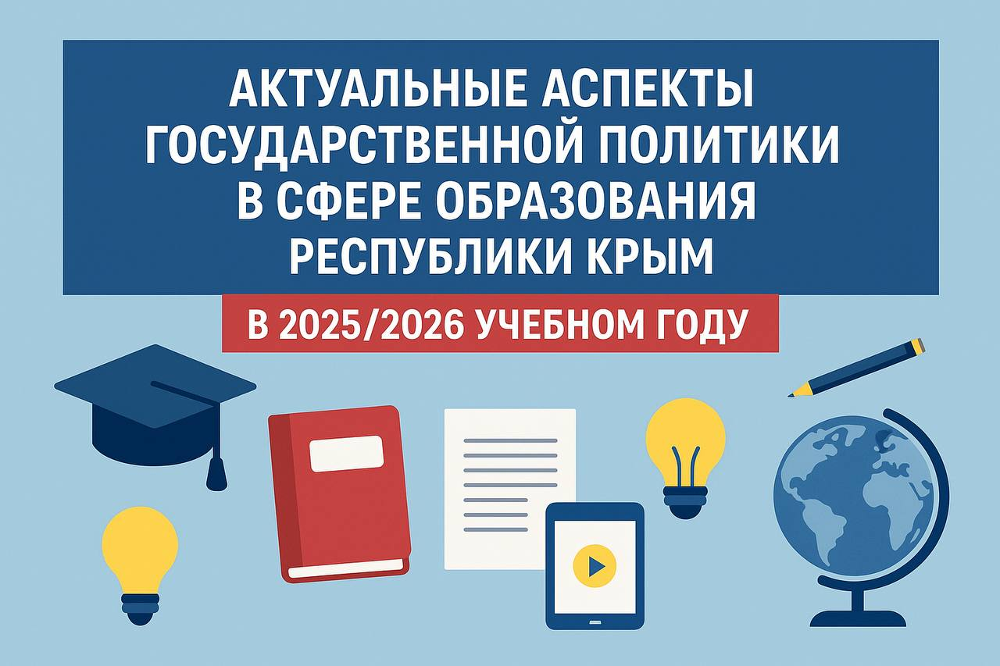 АКТУАЛЬНЫЕ АСПЕКТЫ
ГОСУДАРСТВЕННОЙ ПОЛИТИКИ
В СФЕРЕ ОБРАЗОВАНИЯ
РЕСПУБЛИКИ КРЫМ
В 2025/2026 УЧЕБНОМ ГОДУ